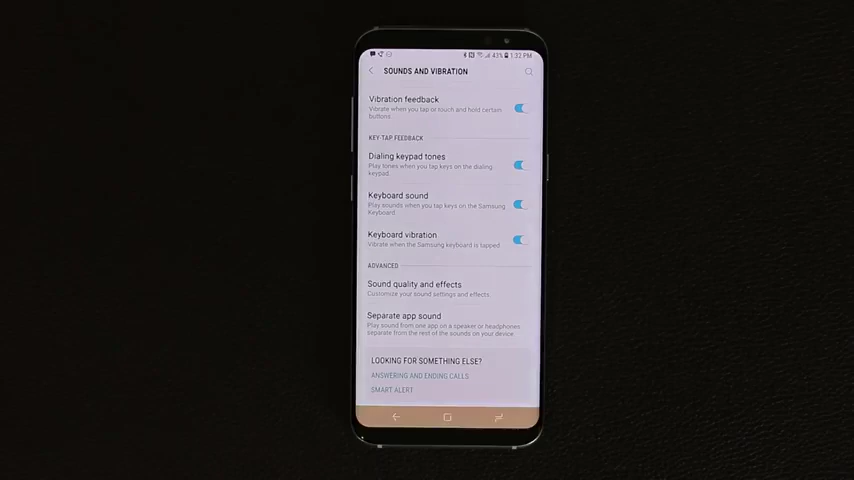 43% 1:32 PM
SOUNDS AND VIBRATION
Vibration feedback
Vibrate when you tap or touch and hold certain
buttons.
KEY-TAP FEEDBACK
Dialing keypad tones
Play tones when you tap keys on the dialing
keypad.
Keyboard sound
Play sounds when you tap keys on the Samsung
Keyboard.
Keyboard vibration
Vibrate when the Samsung keyboard is tapped.
ADVANCED
Sound quality and effects
Customize your sound settings and effects.
Separate app sound
Play sound from one app on a speaker or headphones
separate from the rest of the sounds on your device.
LOOKING FOR SOMETHING ELSE?
ANSWERING AND ENDING CALLS
SMART ALERT